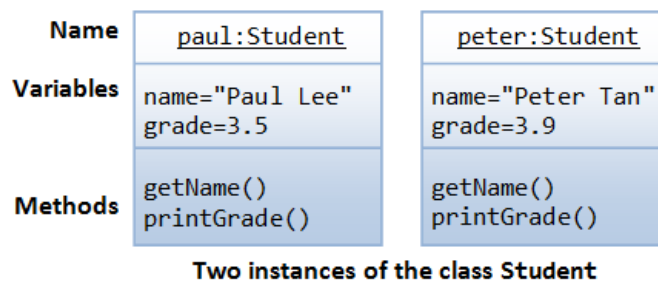 Name
paul:Student
peter:Student
Variables
name="Paul Lee"
grade=3.5
name="Peter Tan"
grade=3.9
Methods
getName()
printGrade()
getName()
printGrade()
Two instances of the class Student